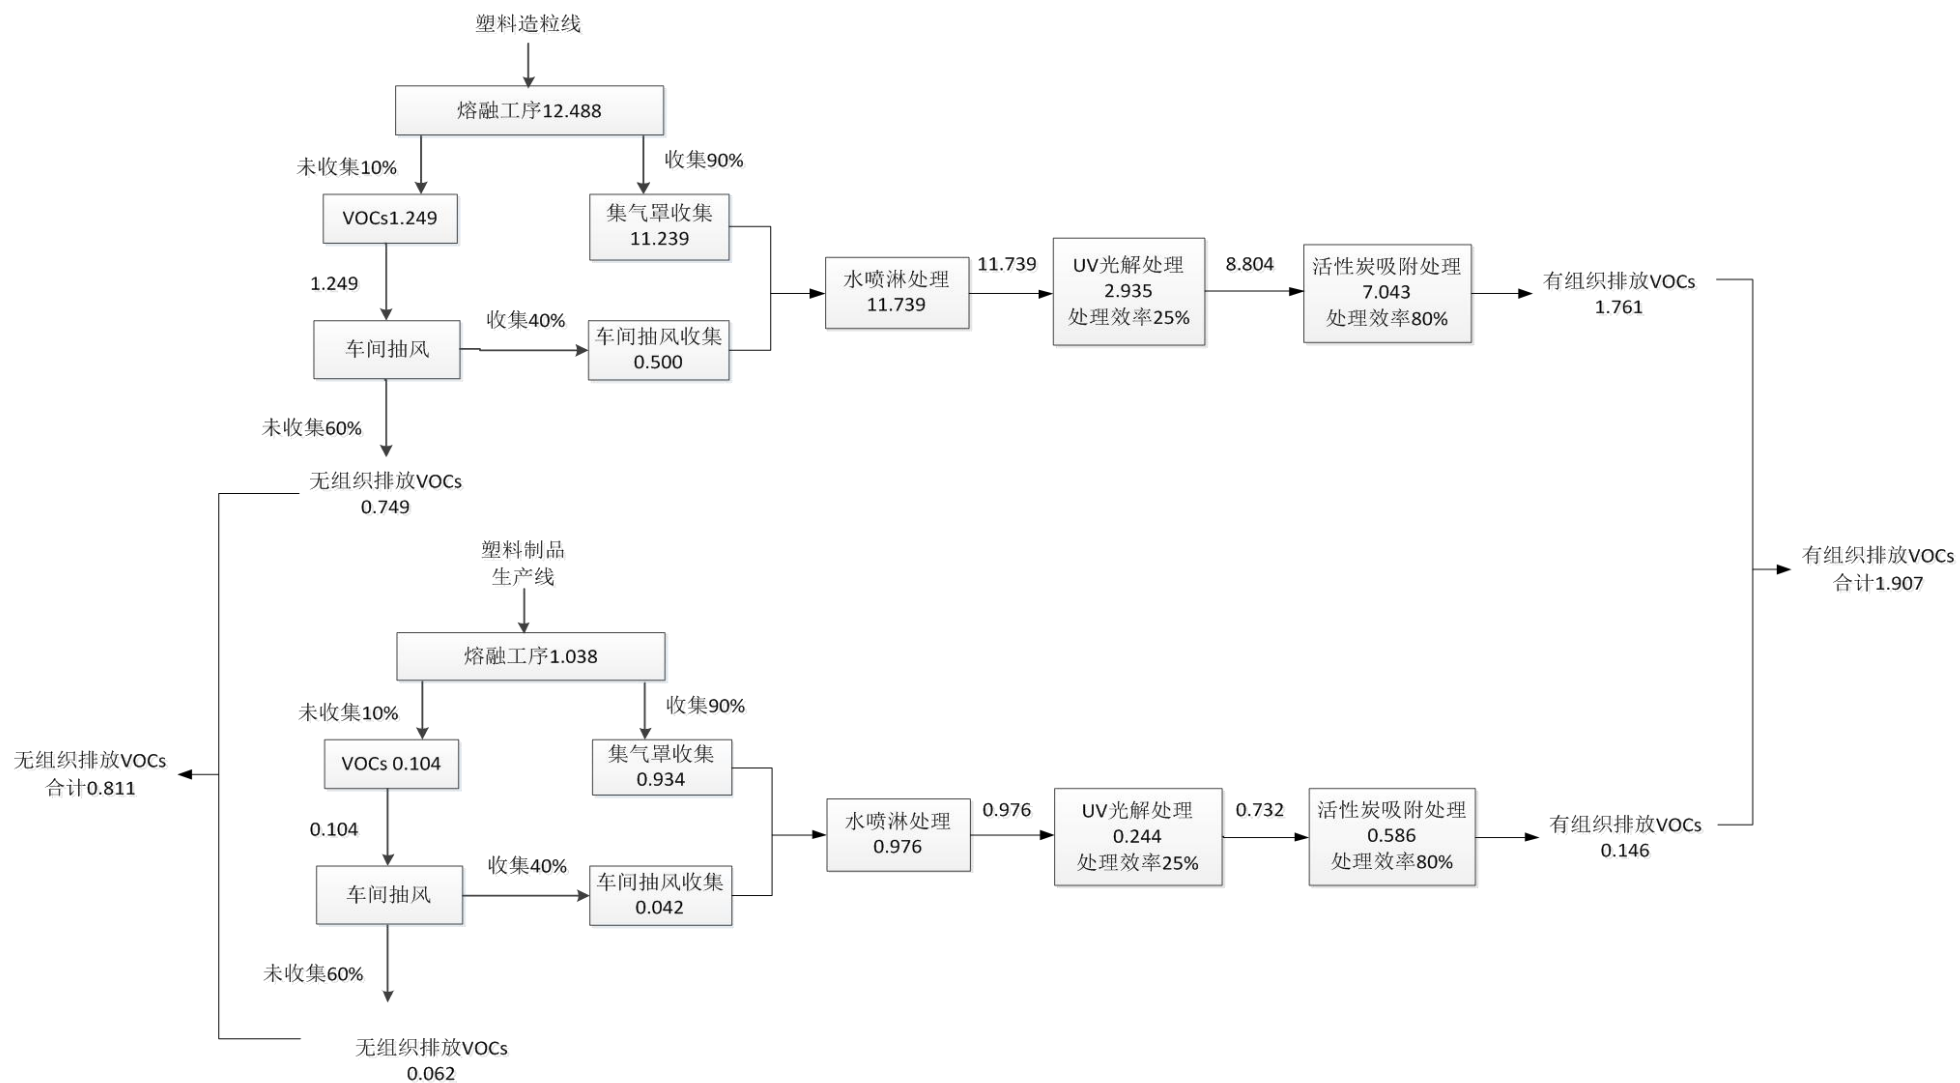 塑料造粒线
熔融工序12.488
未收集10%
收集90%
VOCs1.249
集气罩收集
11.239
1.249
收集40%
车间抽风
车间抽风收集
0.500
水喷淋处理
11.739
11.739
UV光解处理
2.935
处理效率25%
8.804
活性炭吸附处理
7.043
处理效率80%
有组织排放VOCs
1.761
未收集60%
无组织排放VOCs
0.749
塑料制品
生产线
熔融工序1.038
未收集10%
收集90%
VOCs 0.104
集气罩收集
0.934
0.104
收集40%
车间抽风
车间抽风收集
0.042
水喷淋处理
0.976
0.976
UV光解处理
0.244
处理效率25%
0.732
活性炭吸附处理
0.586
处理效率80%
有组织排放VOCs
0.146
未收集60%
无组织排放VOCs
0.062
无组织排放VOCs
合计0.811
有组织排放VOCs
合计1.907